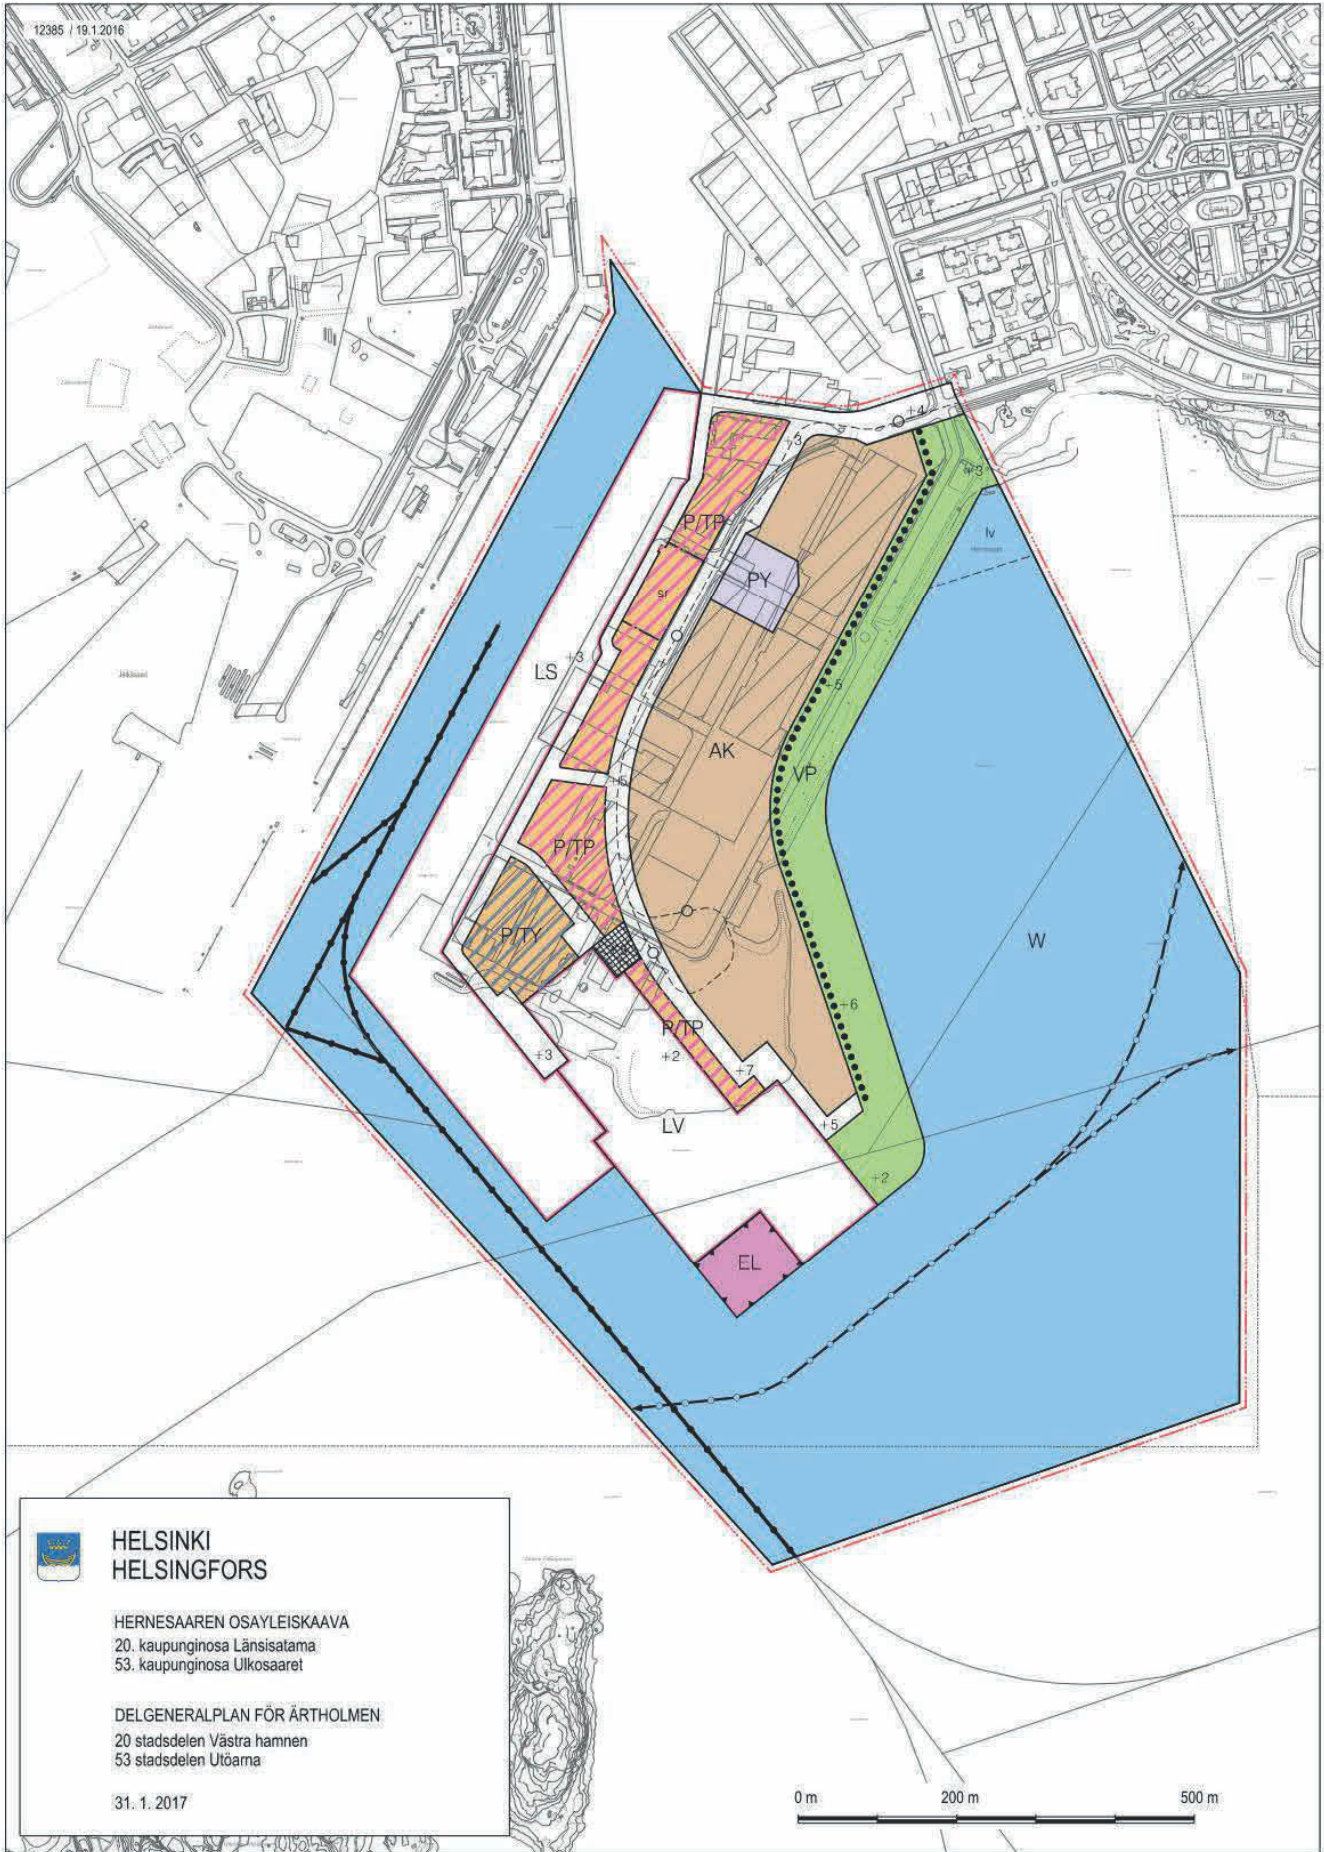 12385 / 19.1.2016
+4
+3
+3
P/TP
lv
PY
sr
+3
LS
+5
AK
VP
+5
P/TP
P/TY
W
+6
P/TP
+3
+2
+7
LV
+5
+2
EL
HELSINKI
HELSINGFORS
HERNESAAREN OSAYLEISKAAVA
20. kaupunginosa Länsisatama
53. kaupunginosa Ulkosaaret
DELGENERALPLAN FÖR ÄRTHOLMEN
20 stadsdelen Västra hamnen
53 stadsdelen Utöarna
31. 1. 2017
0 m
200 m
500 m